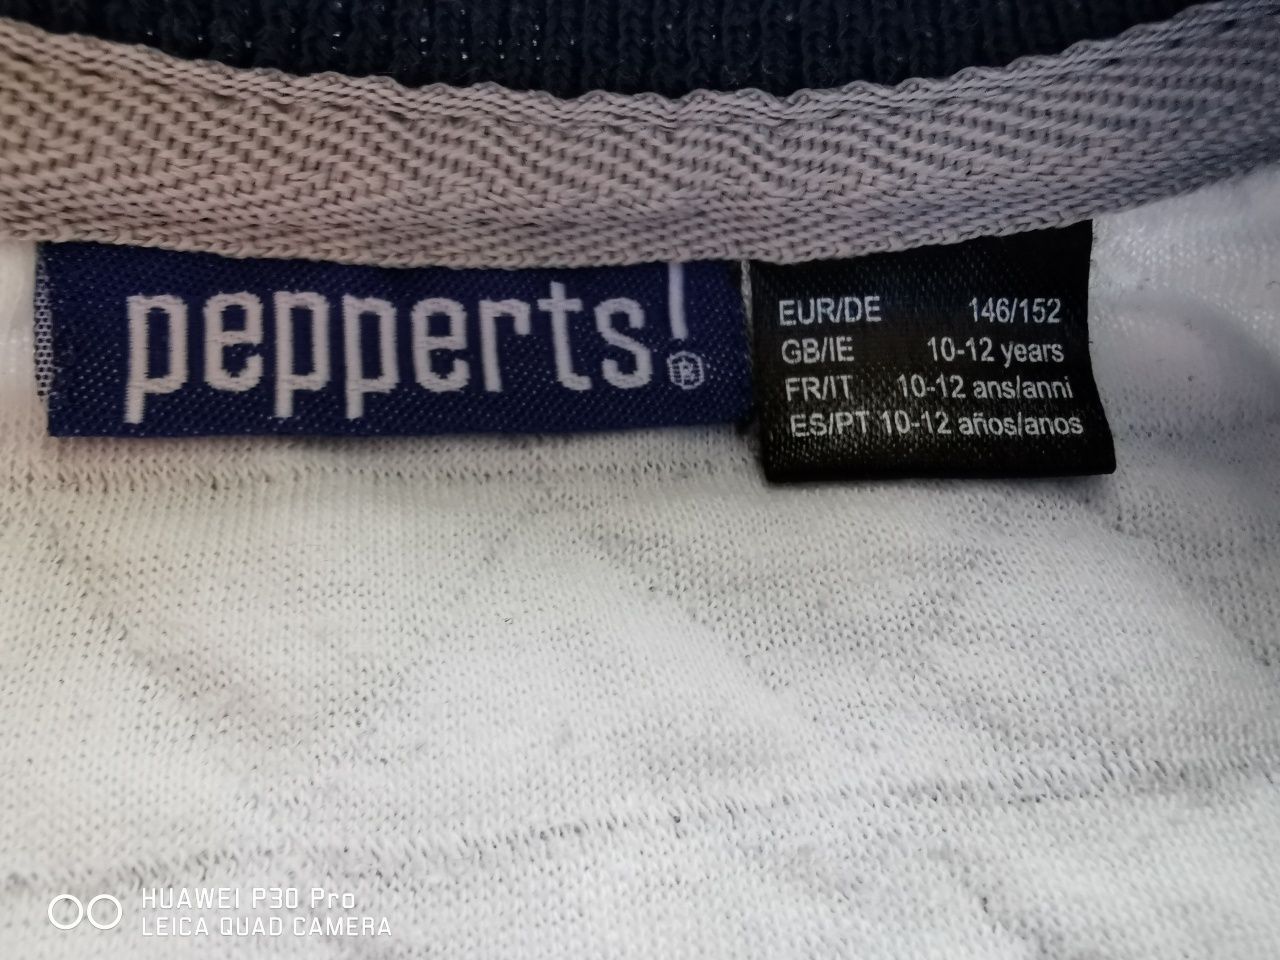 pepperts!®
EUR/DE 146/152
GB/IE 10-12 years
FR/IT 10-12 ans/anni
ES/PT 10-12 años/anos
HUAWEI P30 Pro
LEICA QUAD CAMERA